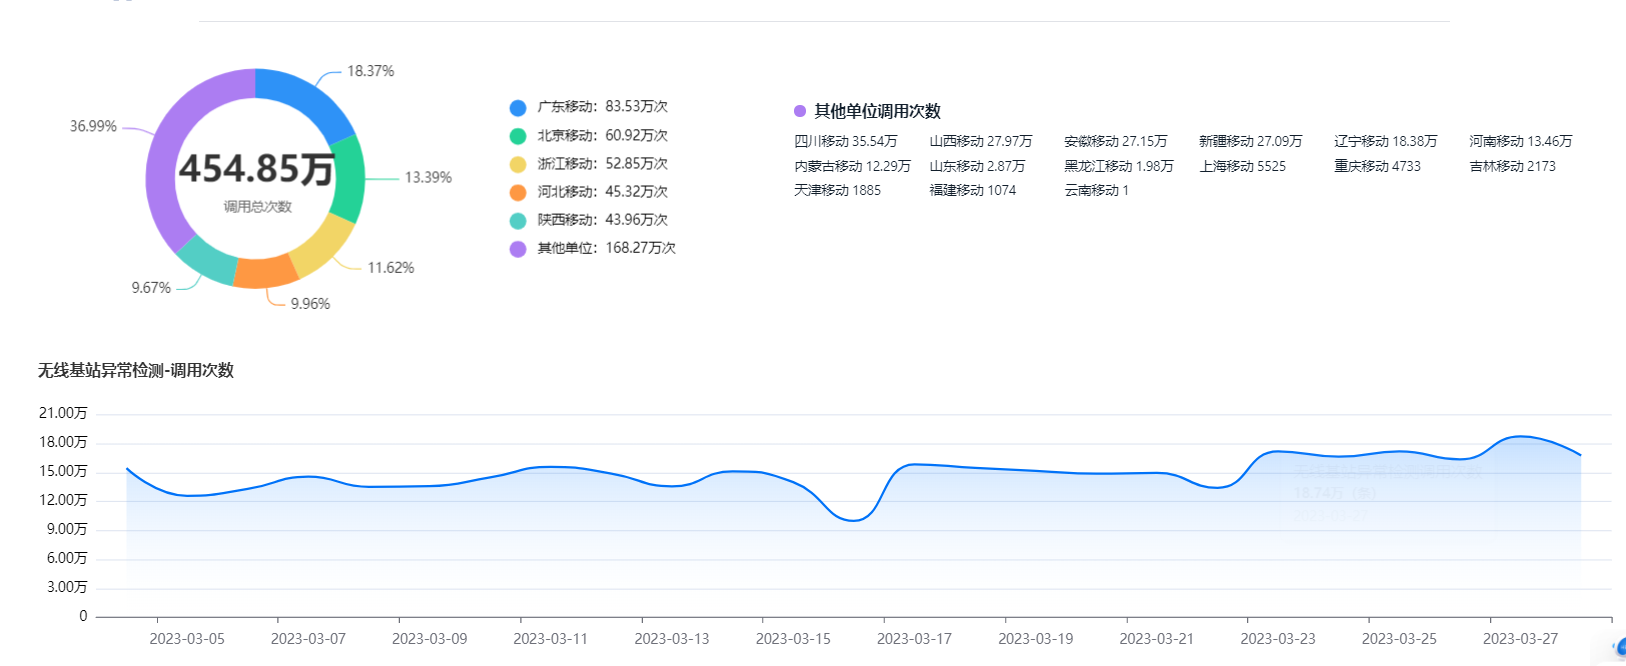 18.37%
36.99%
454.85万
调用总次数
13.39%
11.62%
9.67%
9.96%
广东移动：83.53万次
北京移动：60.92万次
浙江移动：52.85万次
河北移动：45.32万次
陕西移动：43.96万次
其他单位：168.27万次
其他单位调用次数
四川移动 35.54万 山西移动 27.97万 安徽移动 27.15万 新疆移动 27.09万 辽宁移动 18.38万 河南移动 13.46万
内蒙古移动 12.29万 山东移动 2.87万 黑龙江移动 1.98万 上海移动 5525 重庆移动 4733 吉林移动 2173
天津移动 1885 福建移动 1074 云南移动 1
无线基站异常检测-调用次数
21.00万
18.00万
15.00万
12.00万
9.00万
6.00万
3.00万
0
无线基站异常检测调用次数
18.74万
2023-03-05 2023-03-07 2023-03-09 2023-03-11 2023-03-13 2023-03-15 2023-03-17 2023-03-19 2023-03-21 2023-03-23 2023-03-25 2023-03-27